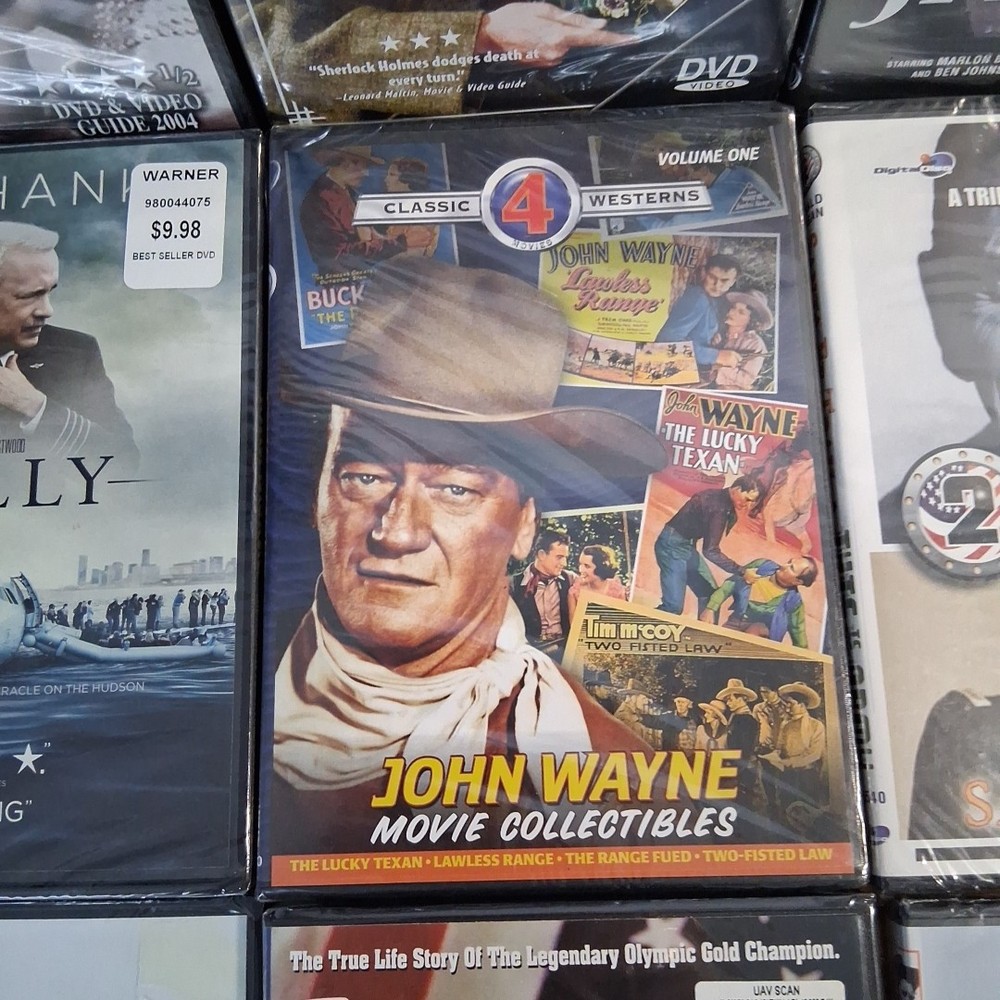 1/2
DVD & VIDEO
GUIDE 2004
"Sherlock Holmes dodges death at
every turn."
–Leonard Maltin, Movie & Video Guide
DVD
VIDEO
STARRING MARLON
AND BEN
WARNER
980044075
$9.98
BEST SELLER DVD
LLY
RACLE ON THE HUDSON
VOLUME ONE
CLASSIC
4
WESTERNS
MOVIES
JOHN WAYNE
Lawless
Range
BUCK
"THE
John WAYNE
THE LUCKY
TEXAN
Tim McCOY
"TWO FISTED LAW"
JOHN WAYNE
MOVIE COLLECTIBLES
THE LUCKY TEXAN • LAWLESS RANGE • THE RANGE FUED • TWO-FISTED LAW
Digital Disc
A TRI
2
S
The True Life Story Of The Legendary Olympic Gold Champion.
UAV SCAN